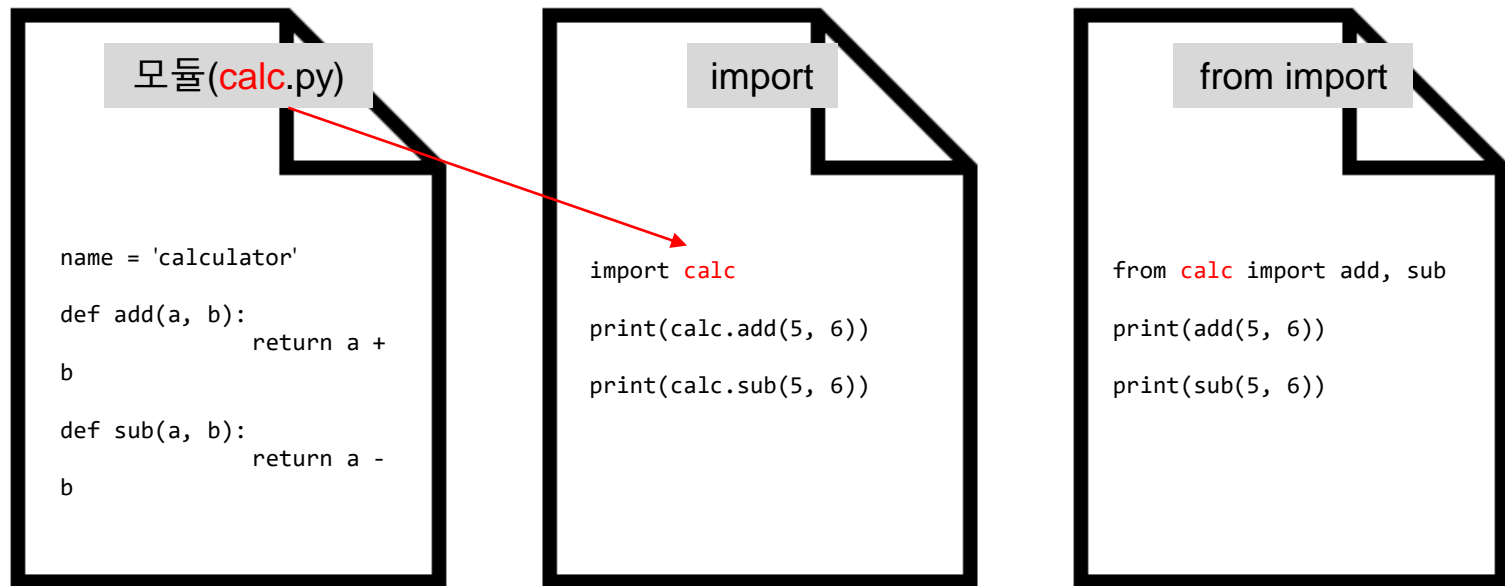 모듈(calc.py)
name = 'calculator'
def add(a, b):
return a +
b
def sub(a, b):
return a -
b
import
import calc
print(calc.add(5, 6))
print(calc.sub(5, 6))
from import
from calc import add, sub
print(add(5, 6))
print(sub(5, 6))